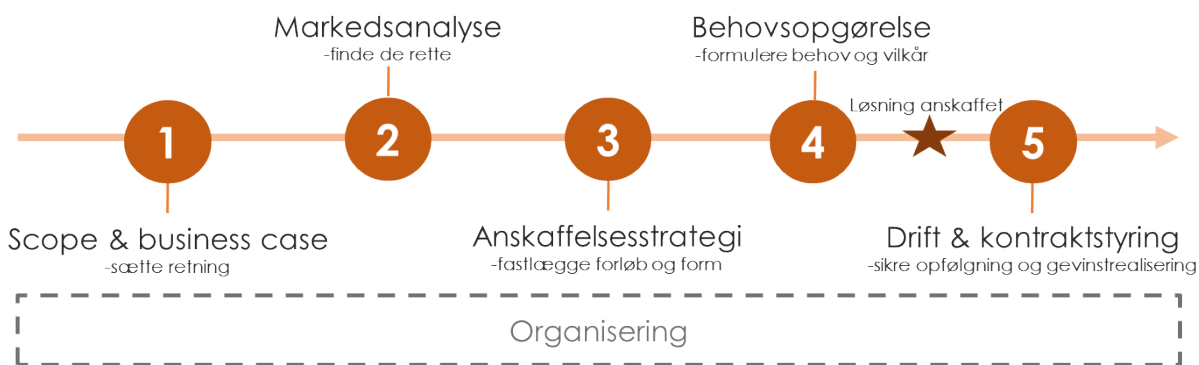 Markedsanalyse
-finde de rette
Behovsopgørelse
-formulere behov og vilkår
Løsning anskaffet
1
2
3
4
5
Scope & business case
-sætte retning
Anskaffelsesstrategi
-fastlægge forløb og form
Drift & kontraktstyring
-sikre opfølgning og gevinstrealisering
Organisering